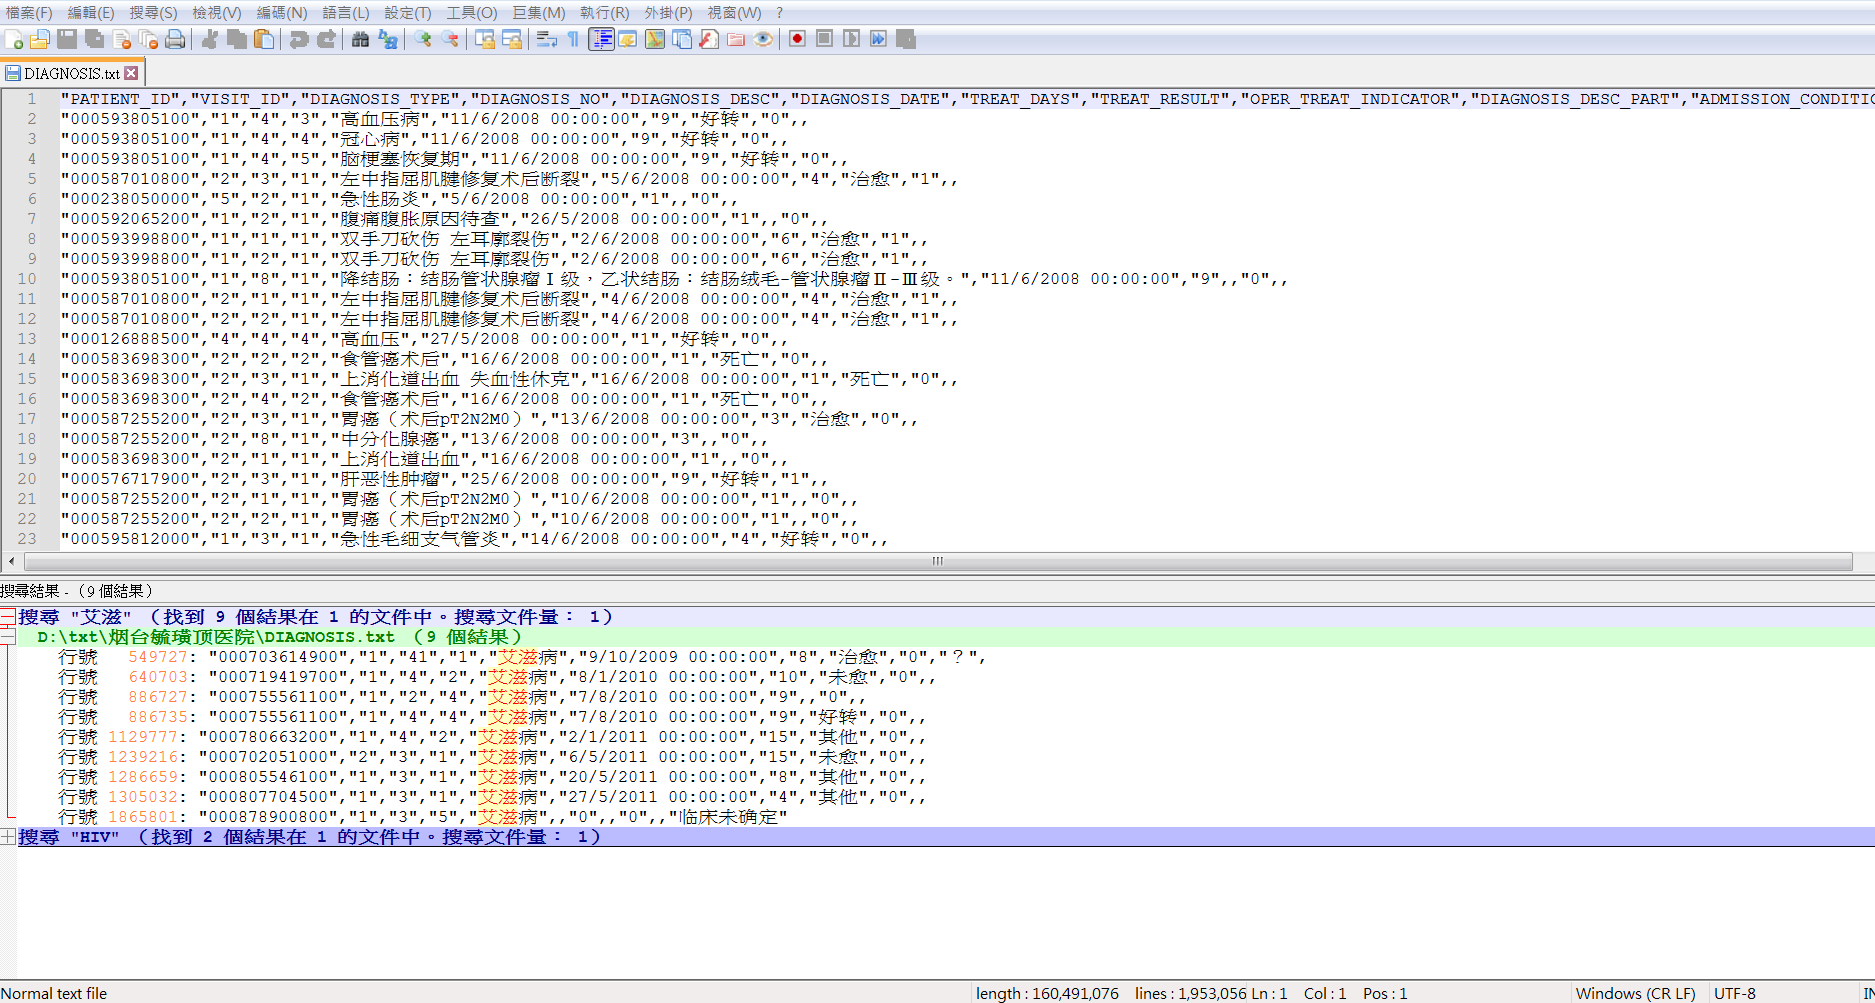 檔案(F) 編輯(E) 搜尋(S) 檢視(V) 編碼(N) 語言(L) 設定(T) 工具(O) 巨集(M) 執行(R) 外掛(P) 視窗(W) ?
DIAGNOSIS.txt
1 "PATIENT_ID","VISIT_ID","DIAGNOSIS_TYPE","DIAGNOSIS_NO","DIAGNOSIS_DESC","DIAGNOSIS_DATE","TREAT_DAYS","TREAT_RESULT","OPER_TREAT_INDICATOR","DIAGNOSIS_DESC_PART","ADMISSION_CONDITIO
2 "000593805100","1","4","3","高血压病","11/6/2008 00:00:00","9","好转","0",,
3 "000593805100","1","4","4","冠心病","11/6/2008 00:00:00","9","好转","0",,
4 "000593805100","1","4","5","脑梗塞恢复期","11/6/2008 00:00:00","9","好转","0",,
5 "000587010800","2","3","1","左中指屈肌腱修复术后断裂","5/6/2008 00:00:00","4","治愈","1",,
6 "000238050000","5","2","1","急性肠炎","5/6/2008 00:00:00","1",,"0",,
7 "000592065200","1","2","1","腹痛腹胀原因待查","26/5/2008 00:00:00","1",,"0",,
8 "000593998800","1","1","1","双手刀砍伤 左耳廓裂伤","2/6/2008 00:00:00","6","治愈","1",,
9 "000593998800","1","2","1","双手刀砍伤 左耳廓裂伤","2/6/2008 00:00:00","6","治愈","1",,
10 "000593805100","1","8","1","降结肠：结肠管状腺瘤Ⅰ级，乙状结肠：结肠绒毛-管状腺瘤Ⅱ-Ⅲ级。","11/6/2008 00:00:00","9",,"0",,
11 "000587010800","2","1","1","左中指屈肌腱修复术后断裂","4/6/2008 00:00:00","4","治愈","1",,
12 "000587010800","2","2","1","左中指屈肌腱修复术后断裂","4/6/2008 00:00:00","4","治愈","1",,
13 "000126888500","4","4","4","高血压","27/5/2008 00:00:00","1","好转","0",,
14 "000583698300","2","2","2","食管癌术后","16/6/2008 00:00:00","1","死亡","0",,
15 "000583698300","2","3","1","上消化道出血 失血性休克","16/6/2008 00:00:00","1","死亡","0",,
16 "000583698300","2","4","2","食管癌术后","16/6/2008 00:00:00","1","死亡","0",,
17 "000587255200","2","3","1","胃癌（术后pT2N2M0）","13/6/2008 00:00:00","3","治愈","0",,
18 "000587255200","2","8","1","中分化腺癌","13/6/2008 00:00:00","3",,"0",,
19 "000583698300","2","1","1","上消化道出血","16/6/2008 00:00:00","1",,"0",,
20 "000576717900","2","3","1","肝恶性肿瘤","25/6/2008 00:00:00","9","好转","1",,
21 "000587255200","2","1","1","胃癌（术后pT2N2M0）","10/6/2008 00:00:00","1",,"0",,
22 "000587255200","2","2","1","胃癌（术后pT2N2M0）","10/6/2008 00:00:00","1",,"0",,
23 "000595812000","1","3","1","急性毛细支气管炎","14/6/2008 00:00:00","4","好转","0",,
搜尋結果 - （9 個結果）
搜尋 "艾滋" （找到 9 個結果在 1 的文件中。搜尋文件量： 1）
D:\txt\烟台毓璜顶医院\DIAGNOSIS.txt （9 個結果）
行號 549727: "000703614900","1","41","1","艾滋病","9/10/2009 00:00:00","8","治愈","0","？",
行號 640703: "000719419700","1","4","2","艾滋病","8/1/2010 00:00:00","10","未愈","0",,
行號 886727: "000755561100","1","2","4","艾滋病","7/8/2010 00:00:00","9",,"0",,
行號 886735: "000755561100","1","4","4","艾滋病","7/8/2010 00:00:00","9","好转","0",,
行號 1129777: "000780663200","1","4","2","艾滋病","2/1/2011 00:00:00","15","其他","0",,
行號 1239216: "000702051000","2","3","1","艾滋病","6/5/2011 00:00:00","15","未愈","0",,
行號 1286659: "000805546100","1","3","1","艾滋病","20/5/2011 00:00:00","8","其他","0",,
行號 1305032: "000807704500","1","3","1","艾滋病","27/5/2011 00:00:00","4","其他","0",,
行號 1865801: "000878900800","1","3","5","艾滋病",,"0",,"0",,"临床未确定"
搜尋 "HIV" （找到 2 個結果在 1 的文件中。搜尋文件量： 1）
Normal text file length : 160,491,076 lines : 1,953,056 Ln : 1 Col : 1 Pos : 1 Windows (CR LF) UTF-8 IN